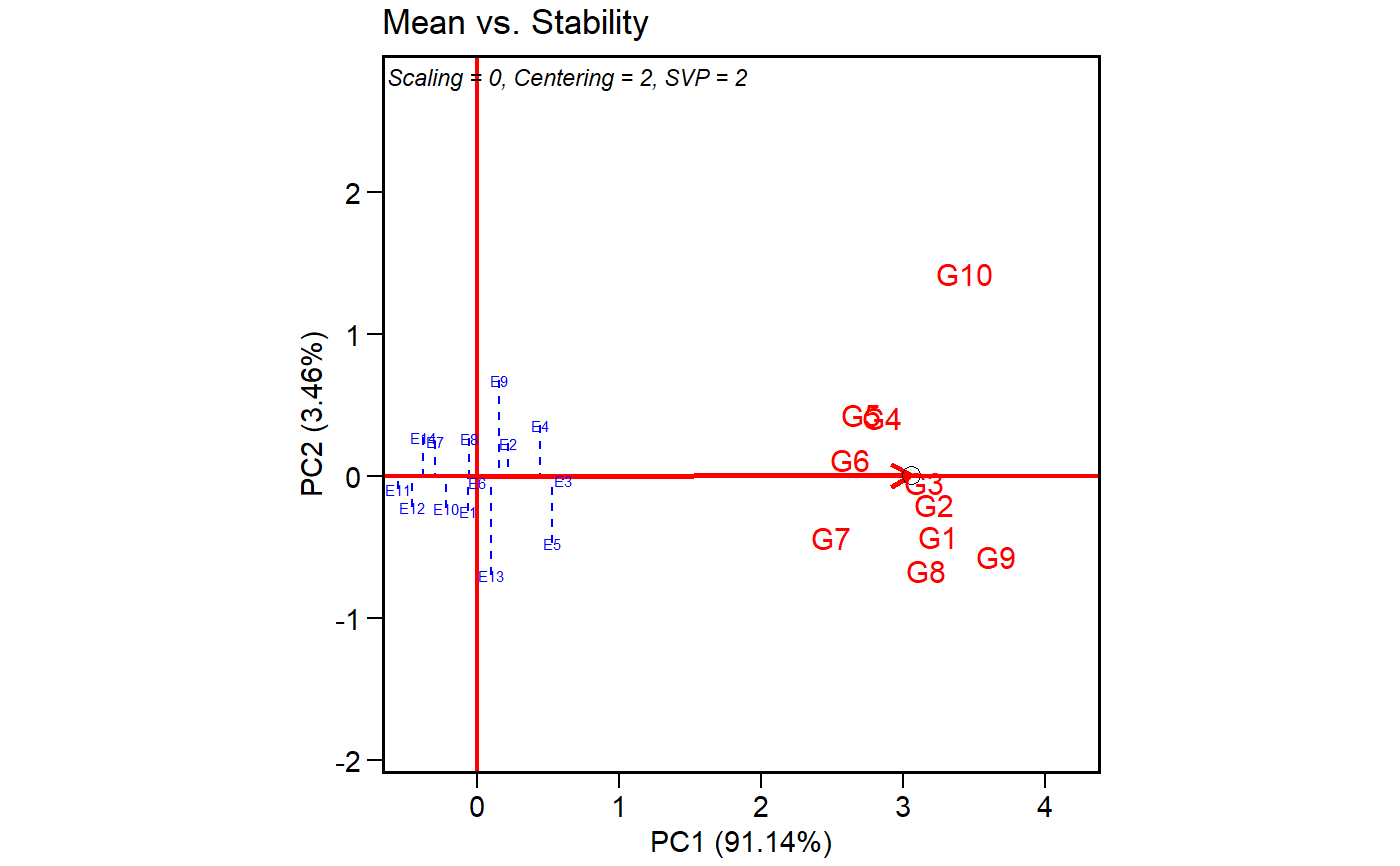 Mean vs. Stability
Scaling = 0, Centering = 2, SVP = 2
2
1
0
-1
-2
PC2 (3.46%)
G10
E9
E4
G5
G4
E14
E7
E8
E2
G6
E11
E6
E3
G3
E12
E10
E1
G2
E5
G7
G1
E13
G9
G8
0 1 2 3 4
PC1 (91.14%)